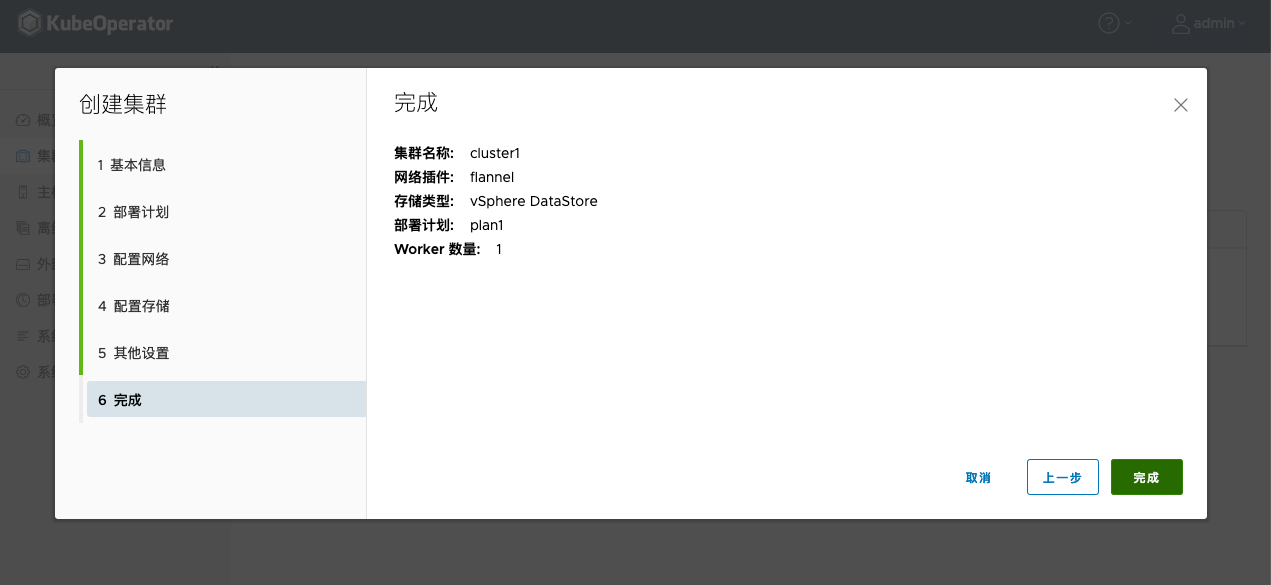 KubeOperator
admin
创建集群
1 基本信息
2 部署计划
3 配置网络
4 配置存储
5 其他设置
6 完成
完成
集群名称: cluster1
网络插件: flannel
存储类型: vSphere DataStore
部署计划: plan1
Worker 数量: 1
取消
上一步
完成